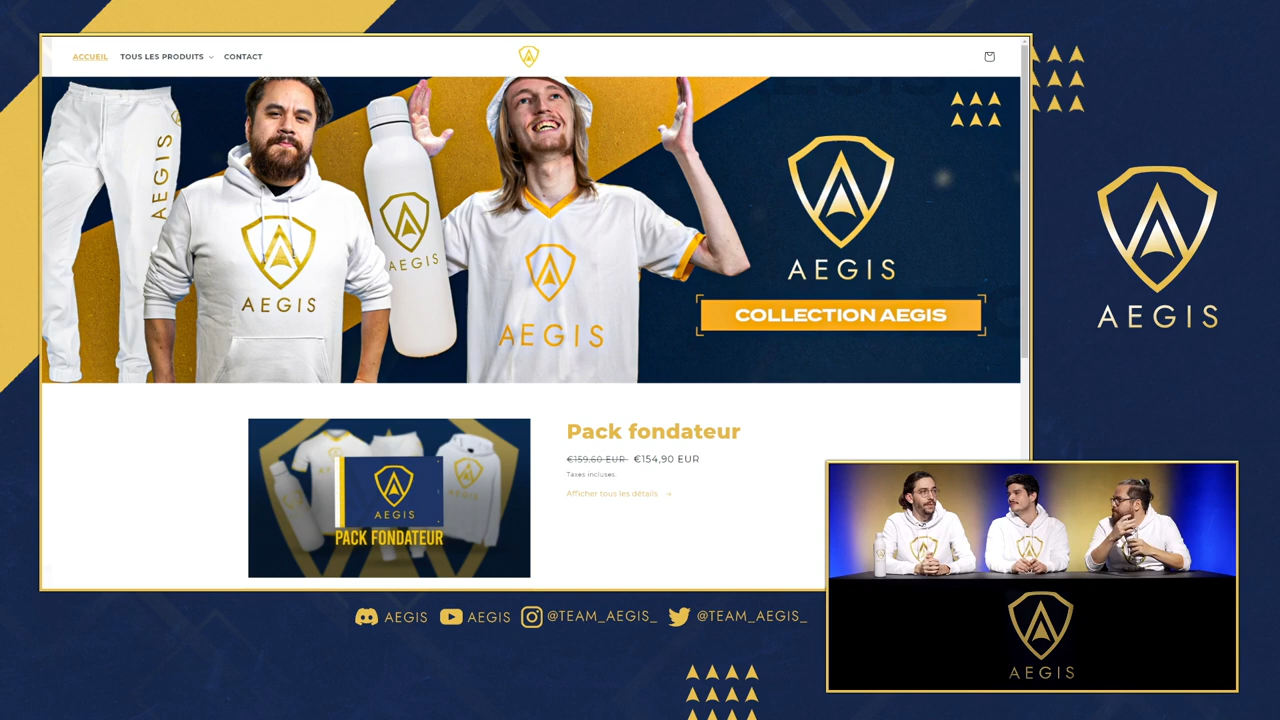 ACCUEIL TOUS LES PRODUITS CONTACT
AEGIS
AEGIS
AEGIS
AEGIS
AEGIS
COLLECTION AEGIS
AEGIS
Pack fondateur
€159,60 EUR €154,90 EUR
Taxes incluses.
Afficher tous les détails →
AEGIS
PACK FONDATEUR
AEGIS
AEGIS AEGIS @TEAM_AEGIS_ @TEAM_AEGIS_